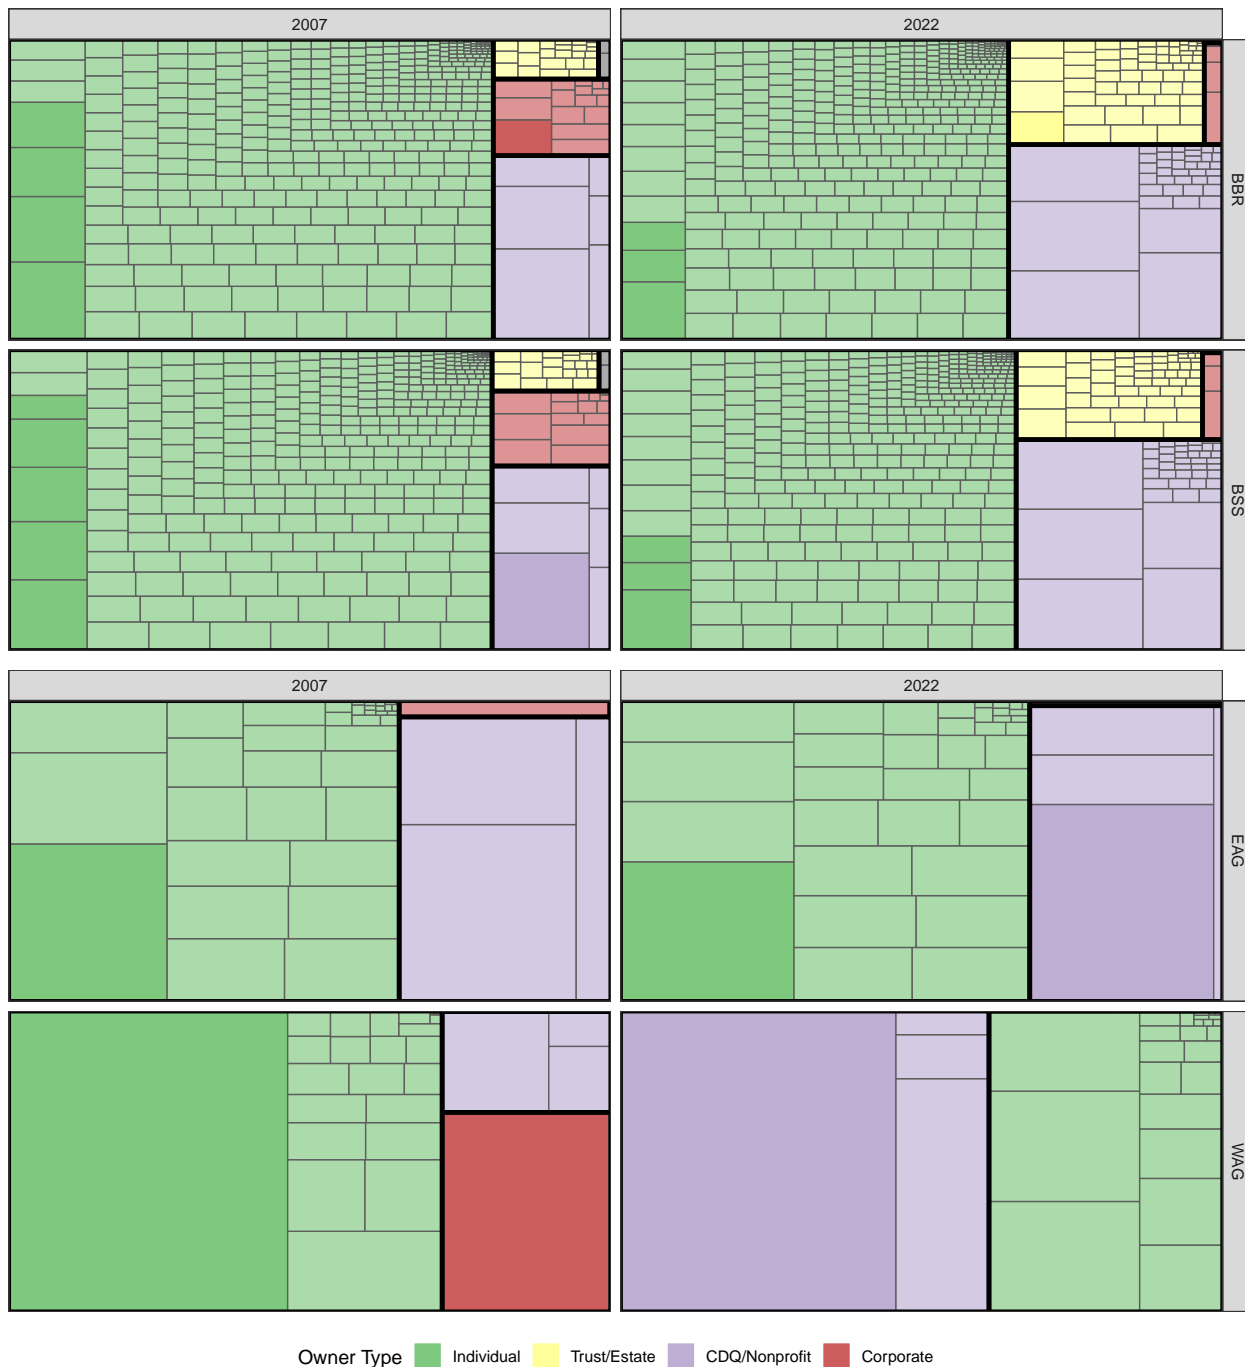 2007 2022
BBR
BSS
2007 2022
EAG
WAG
Owner Type Individual Trust/Estate CDQ/Nonprofit Corporate